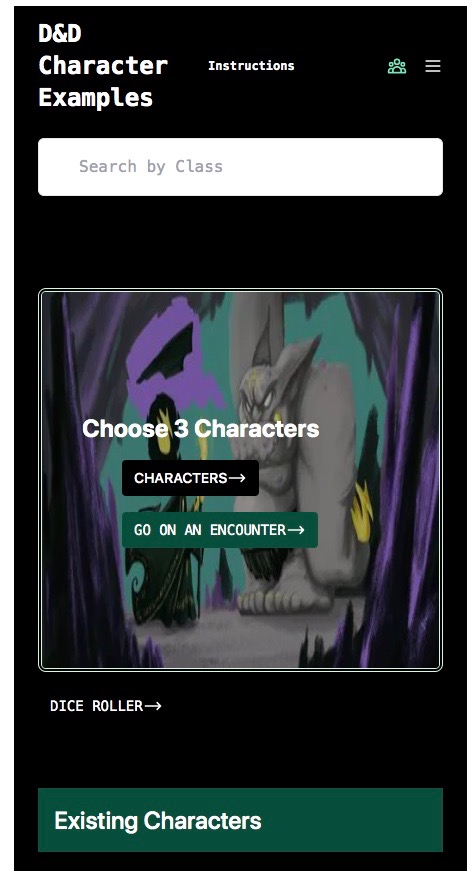 D&D
Character
Examples
Instructions
Search by Class
Choose 3 Characters
CHARACTERS→
GO ON AN ENCOUNTER→
DICE ROLLER→
Existing Characters